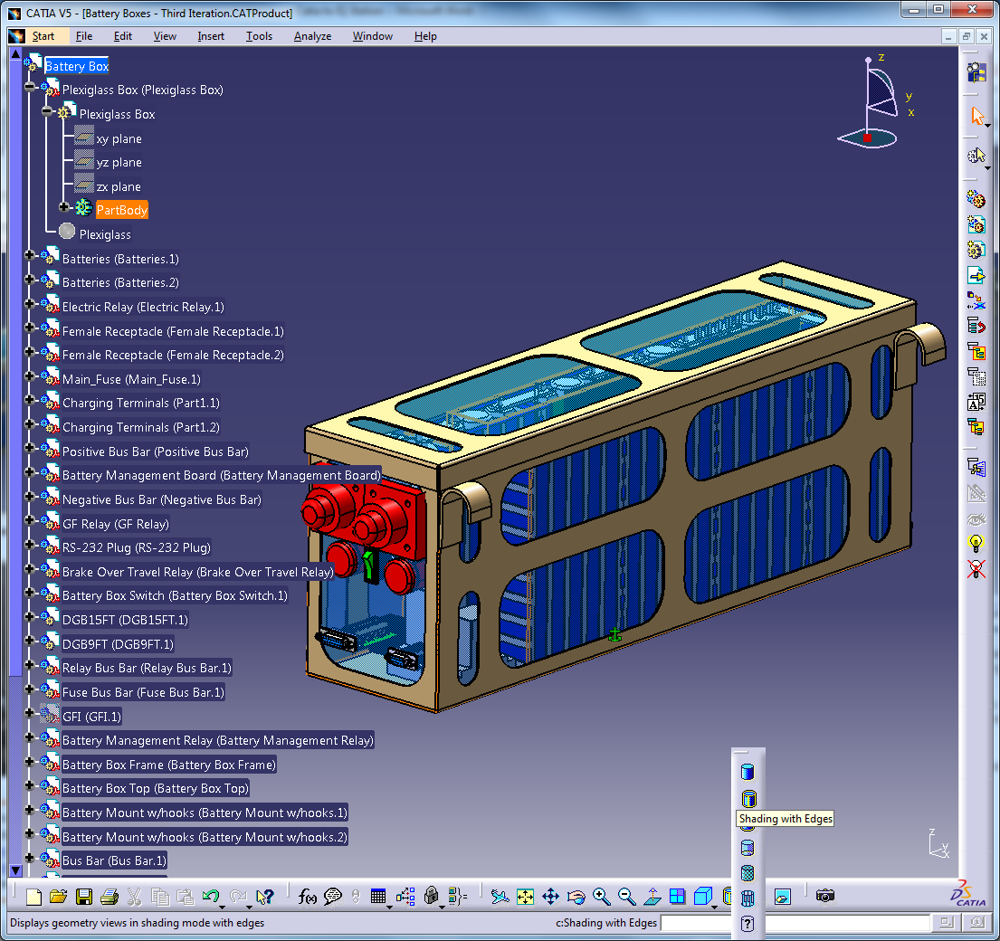 CATIA V5 - [Battery Boxes - Third Iteration.CATProduct]
Start File Edit View Insert Tools Analyze Window Help
Battery Box
Plexiglass Box (Plexiglass Box)
Plexiglass Box
xy plane
yz plane
zx plane
PartBody
Plexiglass
Batteries (Batteries.1)
Batteries (Batteries.2)
Electric Relay (Electric Relay.1)
Female Receptacle (Female Receptacle.1)
Female Receptacle (Female Receptacle.2)
Main_Fuse (Main_Fuse.1)
Charging Terminals (Part1.1)
Charging Terminals (Part1.2)
Positive Bus Bar (Positive Bus Bar)
Battery Management Board (Battery Management Board)
Negative Bus Bar (Negative Bus Bar)
GF Relay (GF Relay)
RS-232 Plug (RS-232 Plug)
Brake Over Travel Relay (Brake Over Travel Relay)
Battery Box Switch (Battery Box Switch.1)
DGB15FT (DGB15FT.1)
DGB9FT (DGB9FT.1)
Relay Bus Bar (Relay Bus Bar.1)
Fuse Bus Bar (Fuse Bus Bar.1)
GFI (GFI.1)
Battery Management Relay (Battery Management Relay)
Battery Box Frame (Battery Box Frame)
Battery Box Top (Battery Box Top)
Battery Mount w/hooks (Battery Mount w/hooks.1)
Battery Mount w/hooks (Battery Mount w/hooks.2)
Bus Bar (Bus Bar.1)
z
y
x
Shading with Edges
z
y
x
f(x)
CATIA
Displays geometry views in shading mode with edges
c:Shading with Edges